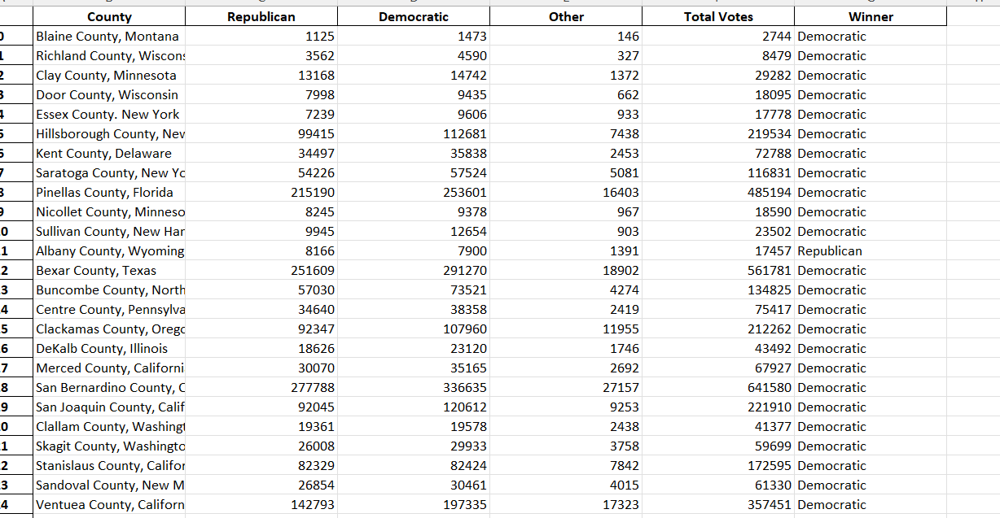 County Republican Democratic Other Total Votes Winner
0 Blaine County, Montana 1125 1473 146 2744 Democratic
1 Richland County, Wiscons 3562 4590 327 8479 Democratic
2 Clay County, Minnesota 13168 14742 1372 29282 Democratic
3 Door County, Wisconsin 7998 9435 662 18095 Democratic
4 Essex County. New York 7239 9606 933 17778 Democratic
5 Hillsborough County, New 99415 112681 7438 219534 Democratic
6 Kent County, Delaware 34497 35838 2453 72788 Democratic
7 Saratoga County, New Yo 54226 57524 5081 116831 Democratic
8 Pinellas County, Florida 215190 253601 16403 485194 Democratic
9 Nicollet County, Minneso 8245 9378 967 18590 Democratic
0 Sullivan County, New Har 9945 12654 903 23502 Democratic
1 Albany County, Wyoming 8166 7900 1391 17457 Republican
2 Bexar County, Texas 251609 291270 18902 561781 Democratic
3 Buncombe County, North 57030 73521 4274 134825 Democratic
4 Centre County, Pennsylva 34640 38358 2419 75417 Democratic
5 Clackamas County, Orego 92347 107960 11955 212262 Democratic
6 DeKalb County, Illinois 18626 23120 1746 43492 Democratic
7 Merced County, Californi 30070 35165 2692 67927 Democratic
8 San Bernardino County, C 277788 336635 27157 641580 Democratic
9 San Joaquin County, Calif 92045 120612 9253 221910 Democratic
0 Clallam County, Washingt 19361 19578 2438 41377 Democratic
1 Skagit County, Washingto 26008 29933 3758 59699 Democratic
2 Stanislaus County, Califor 82329 82424 7842 172595 Democratic
3 Sandoval County, New M 26854 30461 4015 61330 Democratic
4 Ventuea County, Californ 142793 197335 17323 357451 Democratic